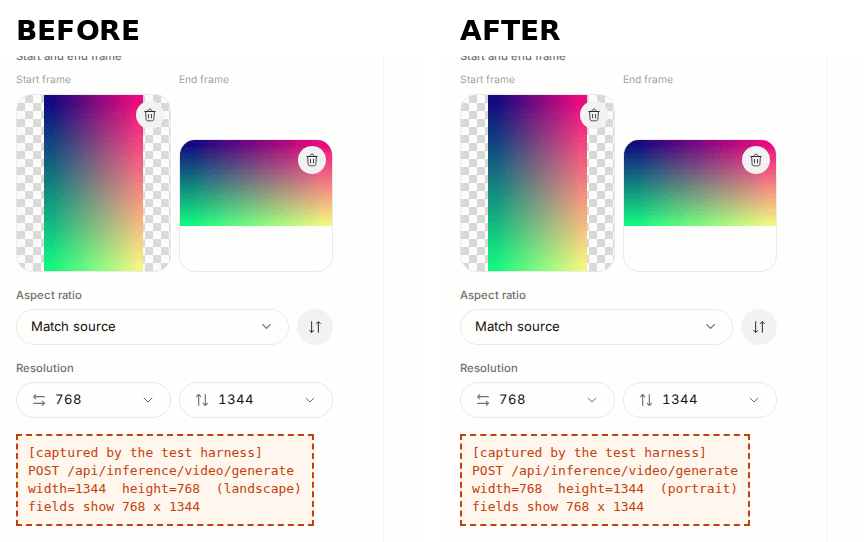 BEFORE
Start and end frame
Start frame
End frame
Aspect ratio
Match source
Resolution
768
1344
[captured by the test harness]
POST /api/inference/video/generate
width=1344 height=768 (landscape)
fields show 768 x 1344
AFTER
Start and end frame
Start frame
End frame
Aspect ratio
Match source
Resolution
768
1344
[captured by the test harness]
POST /api/inference/video/generate
width=768 height=1344 (portrait)
fields show 768 x 1344